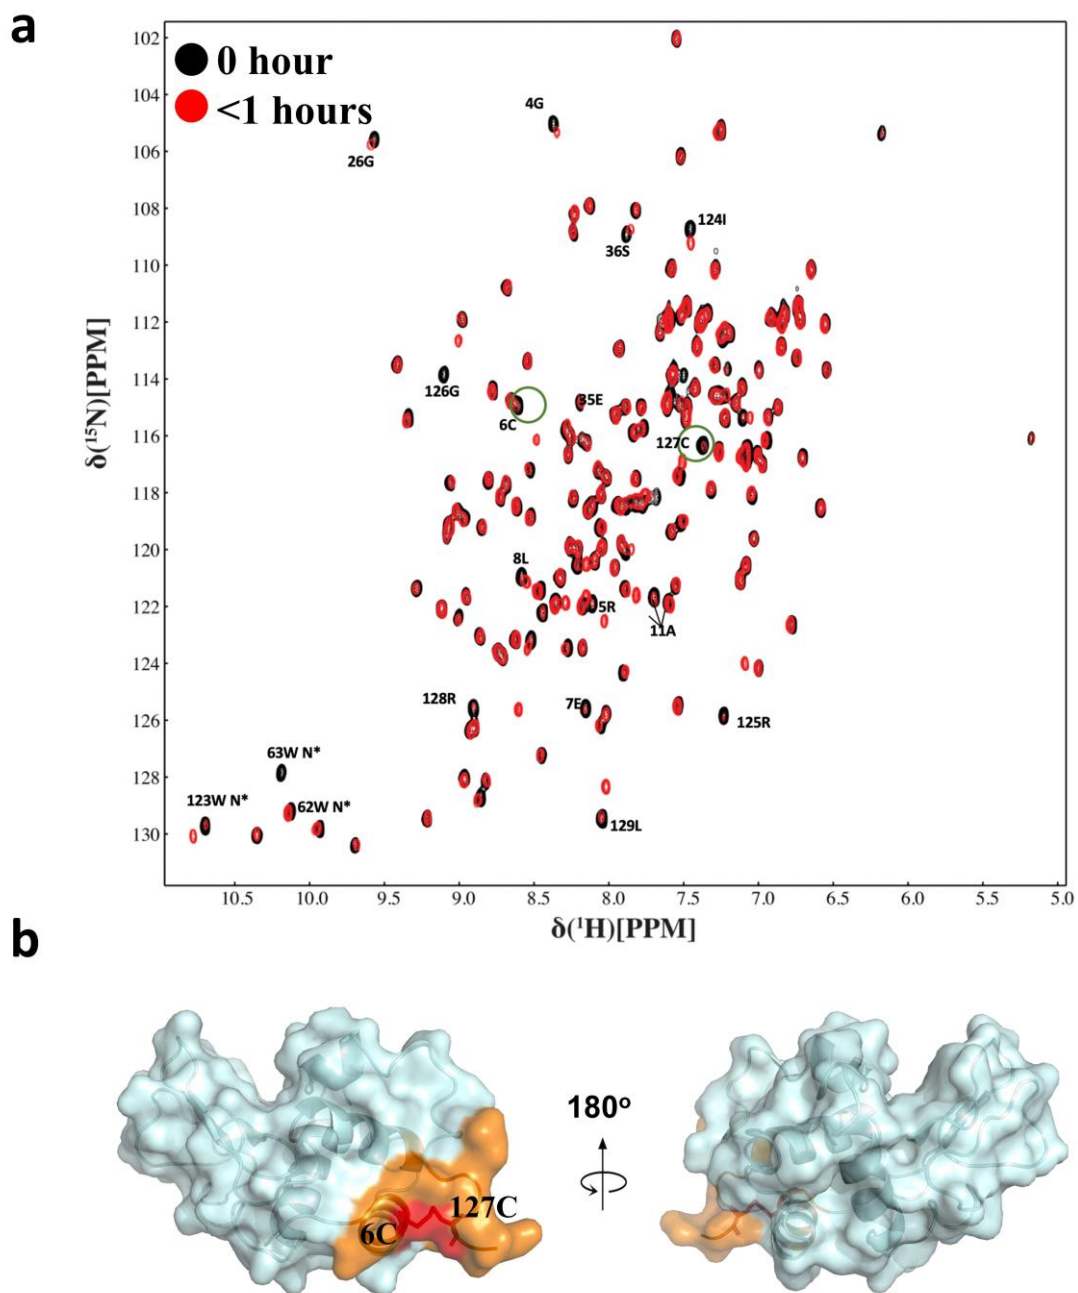 a
0 hour
<1 hours
102
104
106
108
110
112
114
116
118
120
122
124
126
128
130
δ(¹⁵N)[PPM]
4G
26G
124I
36S
126G
35E
6C
127C
8L
5R
11A
128R
7E
125R
63W N*
123W N*
62W N*
129L
10.5 10.0 9.5 9.0 8.5 8.0 7.5 7.0 6.5 6.0 5.5 5.0
δ(¹H)[PPM]
b
180°
127C
6C